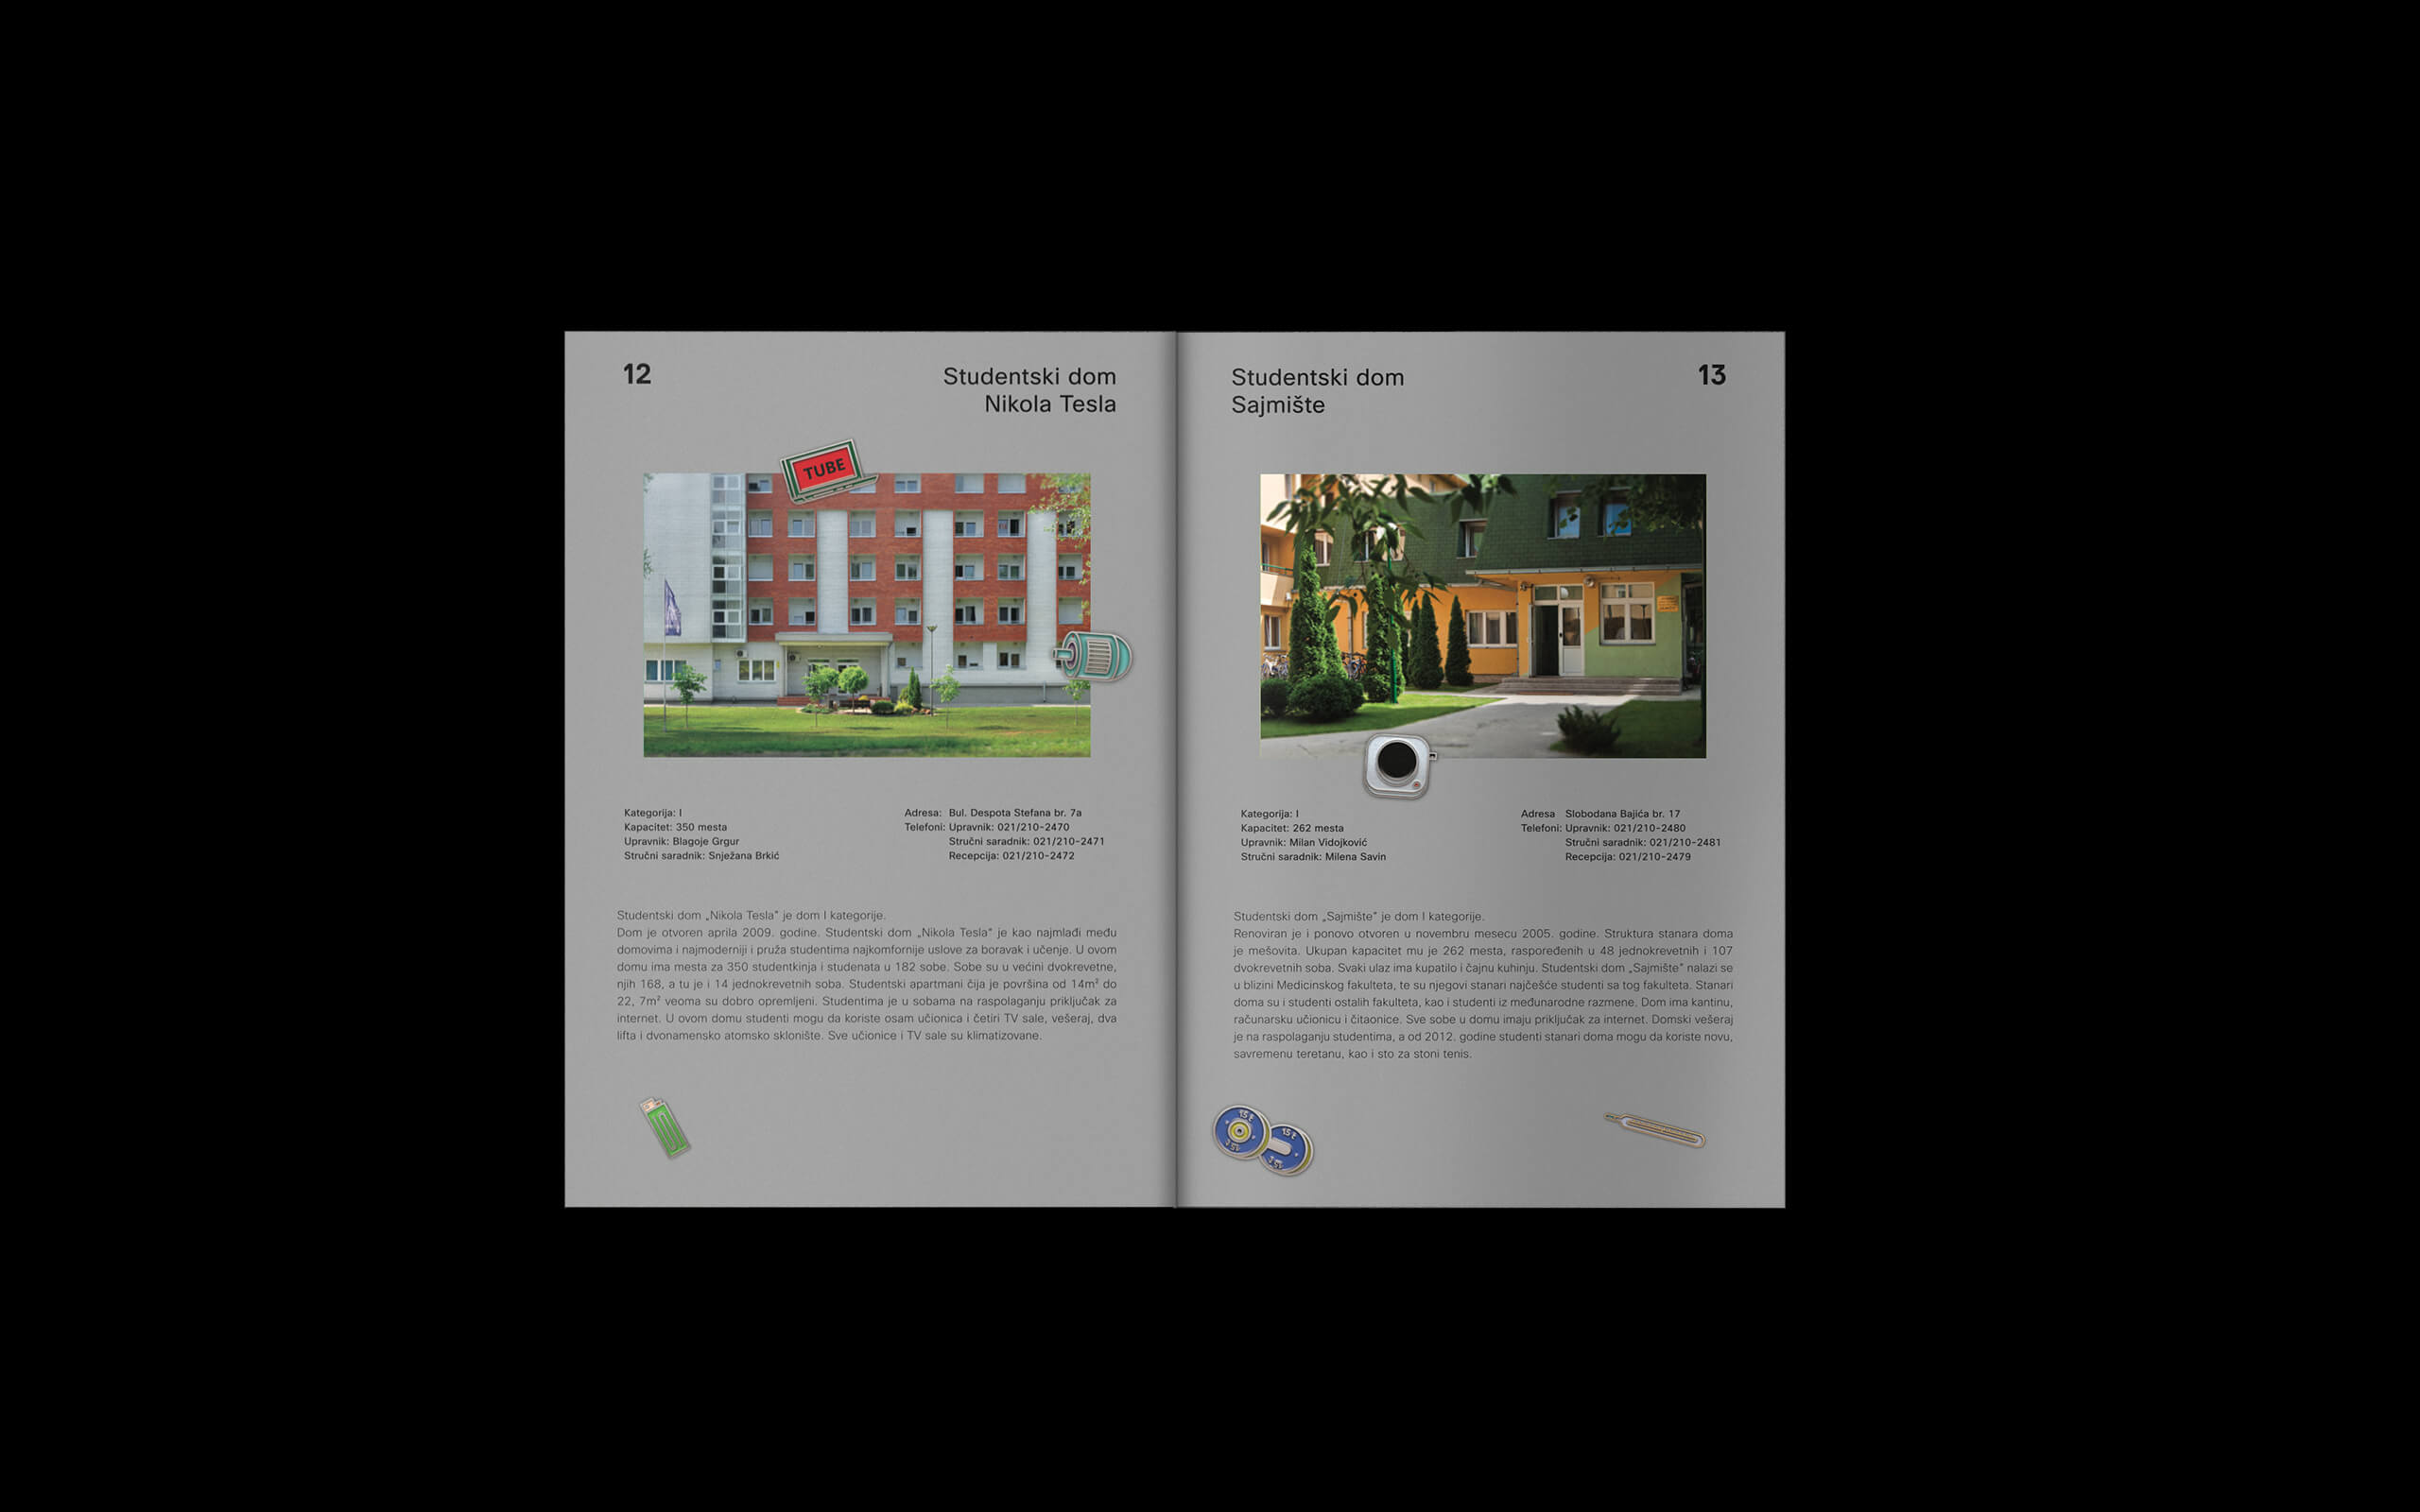 12
Studentski dom
Nikola Tesla
TUBE
Kategorija: I
Kapacitet: 350 mesta
Upravnik: Blagoje Grgur
Stručni saradnik: Snježana Brkić
Adresa: Bul. Despota Stefana br. 7a
Telefoni: Upravnik: 021/210-2470
Stručni saradnik: 021/210-2471
Recepcija: 021/210-2472
Studentski dom „Nikola Tesla“ je dom I kategorije.
Dom je otvoren aprila 2009. godine. Studentski dom „Nikola Tesla“ je kao najmlađi među
domovima i najmoderniji i pruža studentima najkomfornije uslove za boravak i učenje. U ovom
domu ima mesta za 350 studentkinja i studenata u 182 sobe. Sobe su u većini dvokrevetne,
njih 168, a tu je i 14 jednokrevetnih soba. Studentski apartmani čija je površina od 14m² do
22, 7m² veoma su dobro opremljeni. Studentima je u sobama na raspolaganju priključak za
internet. U ovom domu studenti mogu da koriste osam učionica i četiri TV sale, vešeraj, dva
lifta i dvonamensko atomsko sklonište. Sve učionice i TV sale su klimatizovane.
Studentski dom
Sajmište
13
Kategorija: I
Kapacitet: 262 mesta
Upravnik: Milan Vidojković
Stručni saradnik: Milena Savin
Adresa Slobodana Bajića br. 17
Telefoni: Upravnik: 021/210-2480
Stručni saradnik: 021/210-2481
Recepcija: 021/210-2479
Studentski dom „Sajmište“ je dom I kategorije.
Renoviran je i ponovo otvoren u novembru mesecu 2005. godine. Struktura stanara doma
je mešovita. Ukupan kapacitet mu je 262 mesta, raspoređenih u 48 jednokrevetnih i 107
dvokrevetnih soba. Svaki ulaz ima kupatilo i čajnu kuhinju. Studentski dom „Sajmište“ nalazi se
u blizini Medicinskog fakulteta, te su njegovi stanari najčešće studenti sa tog fakulteta. Stanari
doma su i studenti ostalih fakulteta, kao i studenti iz međunarodne razmene. Dom ima kantinu,
računarsku učionicu i čitaonice. Sve sobe u domu imaju priključak za internet. Domski vešeraj
je na raspolaganju studentima, a od 2012. godine studenti stanari doma mogu da koriste novu,
savremenu teretanu, kao i sto za stoni tenis.
15t
15t